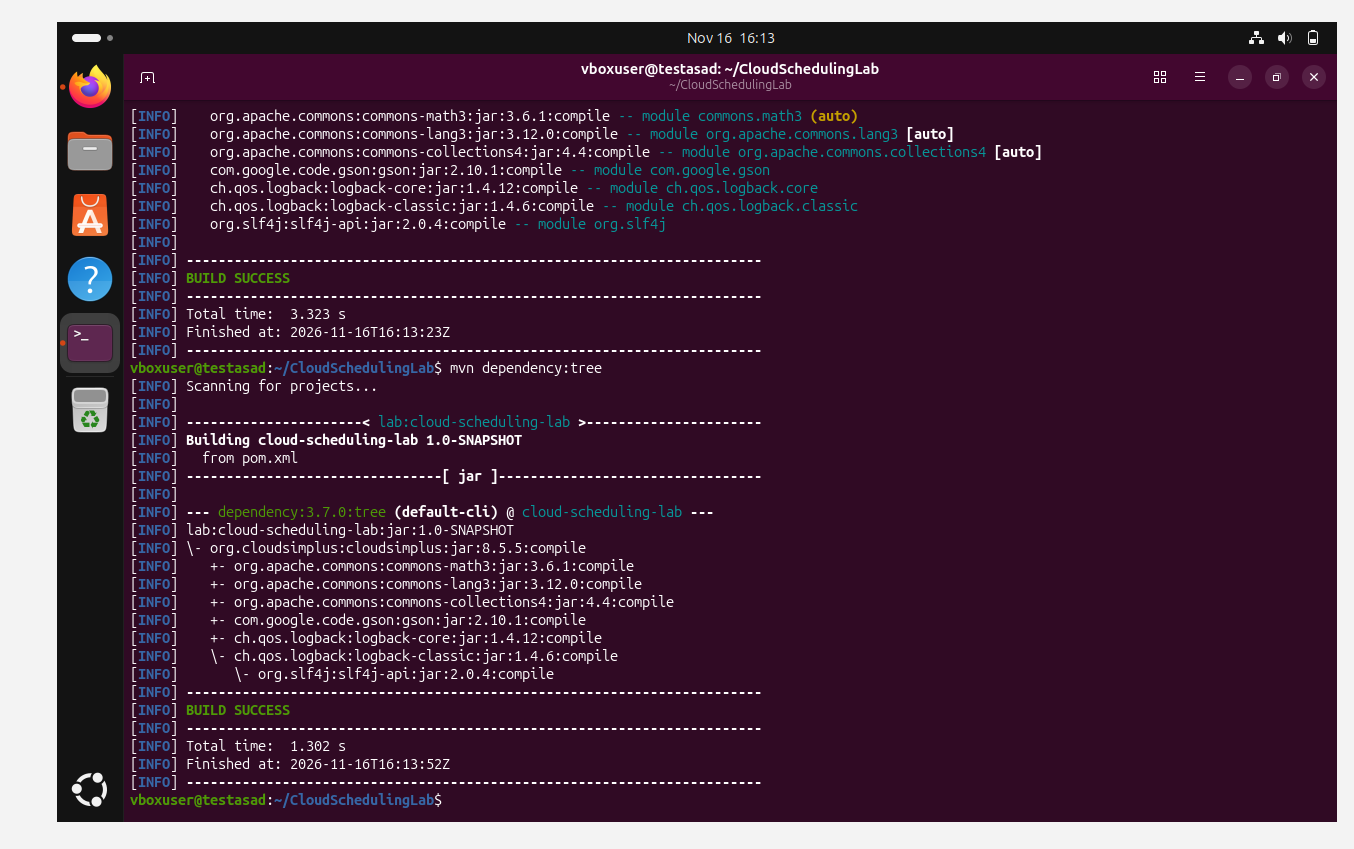 Nov 16 16:13
vboxuser@testasad: ~/CloudSchedulingLab
~/CloudSchedulingLab
[INFO]    org.apache.commons:commons-math3:jar:3.6.1:compile -- module commons.math3 (auto)
[INFO]    org.apache.commons:commons-lang3:jar:3.12.0:compile -- module org.apache.commons.lang3 [auto]
[INFO]    org.apache.commons:commons-collections4:jar:4.4:compile -- module org.apache.commons.collections4 [auto]
[INFO]    com.google.code.gson:gson:jar:2.10.1:compile -- module com.google.gson
[INFO]    ch.qos.logback:logback-core:jar:1.4.12:compile -- module ch.qos.logback.core
[INFO]    ch.qos.logback:logback-classic:jar:1.4.6:compile -- module ch.qos.logback.classic
[INFO]    org.slf4j:slf4j-api:jar:2.0.4:compile -- module org.slf4j
[INFO]
[INFO] ------------------------------------------------------------------------
[INFO] BUILD SUCCESS
[INFO] ------------------------------------------------------------------------
[INFO] Total time:  3.323 s
[INFO] Finished at: 2026-11-16T16:13:23Z
[INFO] ------------------------------------------------------------------------
vboxuser@testasad:~/CloudSchedulingLab$ mvn dependency:tree
[INFO] Scanning for projects...
[INFO]
[INFO] ----------------------< lab:cloud-scheduling-lab >----------------------
[INFO] Building cloud-scheduling-lab 1.0-SNAPSHOT
[INFO]   from pom.xml
[INFO] --------------------------------[ jar ]---------------------------------
[INFO]
[INFO] --- dependency:3.7.0:tree (default-cli) @ cloud-scheduling-lab ---
[INFO] lab:cloud-scheduling-lab:jar:1.0-SNAPSHOT
[INFO] \- org.cloudsimplus:cloudsimplus:jar:8.5.5:compile
[INFO]    +- org.apache.commons:commons-math3:jar:3.6.1:compile
[INFO]    +- org.apache.commons:commons-lang3:jar:3.12.0:compile
[INFO]    +- org.apache.commons:commons-collections4:jar:4.4:compile
[INFO]    +- com.google.code.gson:gson:jar:2.10.1:compile
[INFO]    +- ch.qos.logback:logback-core:jar:1.4.12:compile
[INFO]    \- ch.qos.logback:logback-classic:jar:1.4.6:compile
[INFO]       \- org.slf4j:slf4j-api:jar:2.0.4:compile
[INFO] ------------------------------------------------------------------------
[INFO] BUILD SUCCESS
[INFO] ------------------------------------------------------------------------
[INFO] Total time:  1.302 s
[INFO] Finished at: 2026-11-16T16:13:52Z
[INFO] ------------------------------------------------------------------------
vboxuser@testasad:~/CloudSchedulingLab$